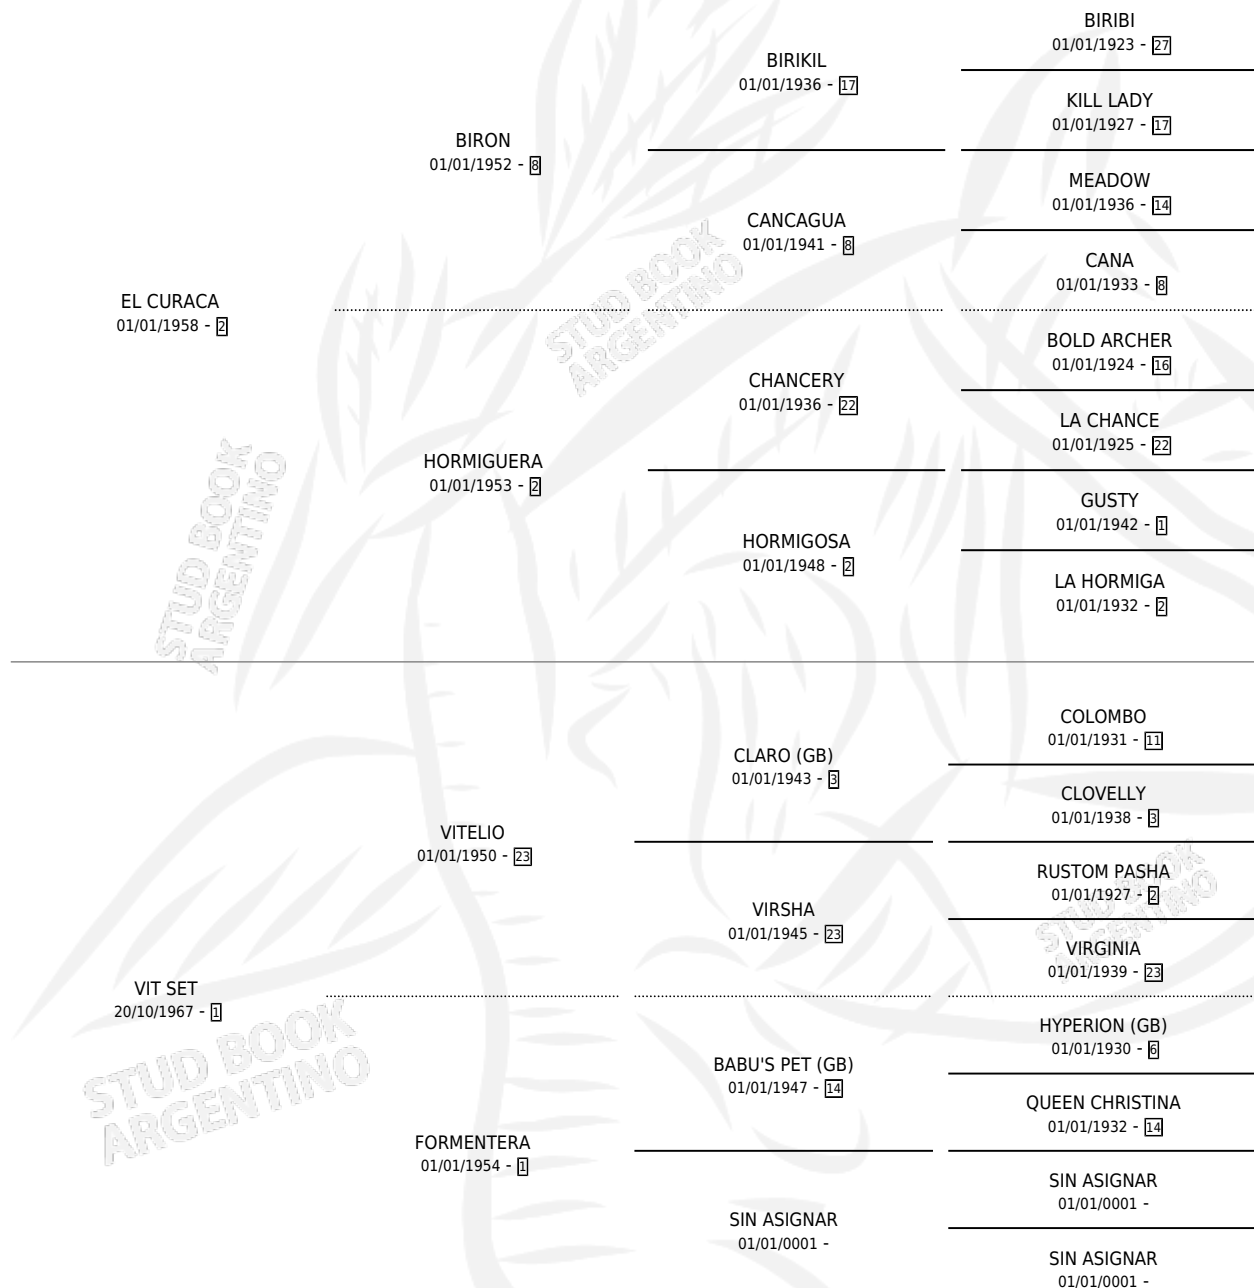 BIRIBI
01/01/1923 - 27
BIRIKIL
01/01/1936 - 17
KILL LADY
01/01/1927 - 17
BIRON
01/01/1952 - 8
MEADOW
01/01/1936 - 14
CANCAGUA
01/01/1941 - 8
CANA
01/01/1933 - 8
EL CURACA
01/01/1958 - 2
BOLD ARCHER
01/01/1924 - 16
CHANCERY
01/01/1936 - 22
LA CHANCE
01/01/1925 - 22
HORMIGUERA
01/01/1953 - 2
GUSTY
01/01/1942 - 1
HORMIGOSA
01/01/1948 - 2
LA HORMIGA
01/01/1932 - 2
COLOMBO
01/01/1931 - 11
CLARO (GB)
01/01/1943 - 3
CLOVELLY
01/01/1938 - 3
VITELIO
01/01/1950 - 23
RUSTOM PASHA
01/01/1927 - 2
VIRSHA
01/01/1945 - 23
VIRGINIA
01/01/1939 - 23
VIT SET
20/10/1967 - 1
HYPERION (GB)
01/01/1930 - 6
BABU'S PET (GB)
01/01/1947 - 14
QUEEN CHRISTINA
01/01/1932 - 14
FORMENTERA
01/01/1954 - 1
SIN ASIGNAR
01/01/0001 -
SIN ASIGNAR
01/01/0001 -
SIN ASIGNAR
01/01/0001 -
STUD BOOK
ARGENTINO
STUD BOOK
ARGENTINO
STUD BOOK
ARGENTINO
STUD BOOK
ARGENTINO